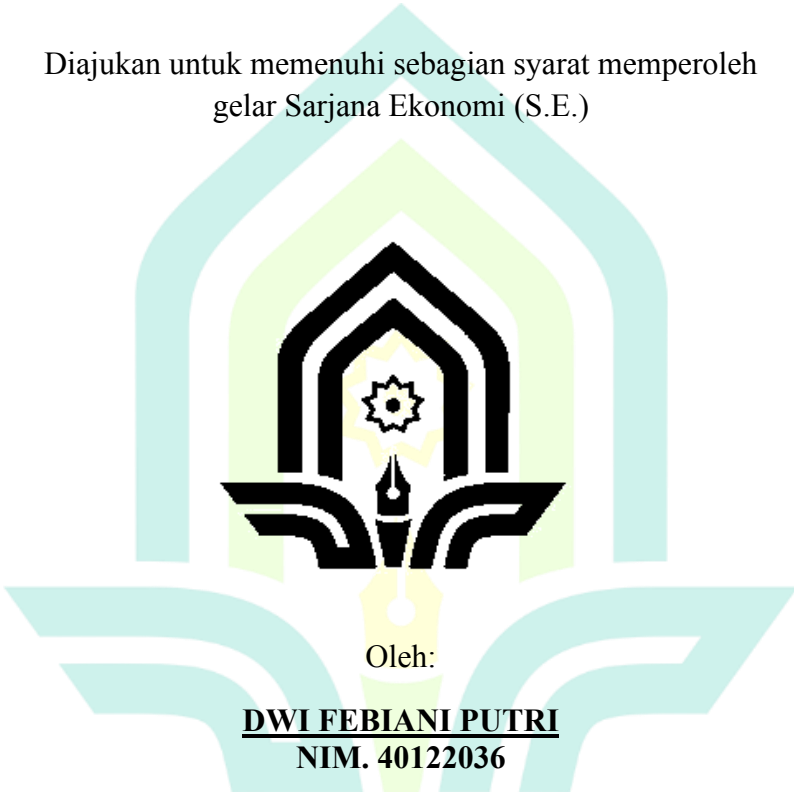 Diajukan untuk memenuhi sebagian syarat memperoleh
gelar Sarjana Ekonomi (S.E.)
Oleh:
DWI FEBIANI PUTRI
NIM. 40122036